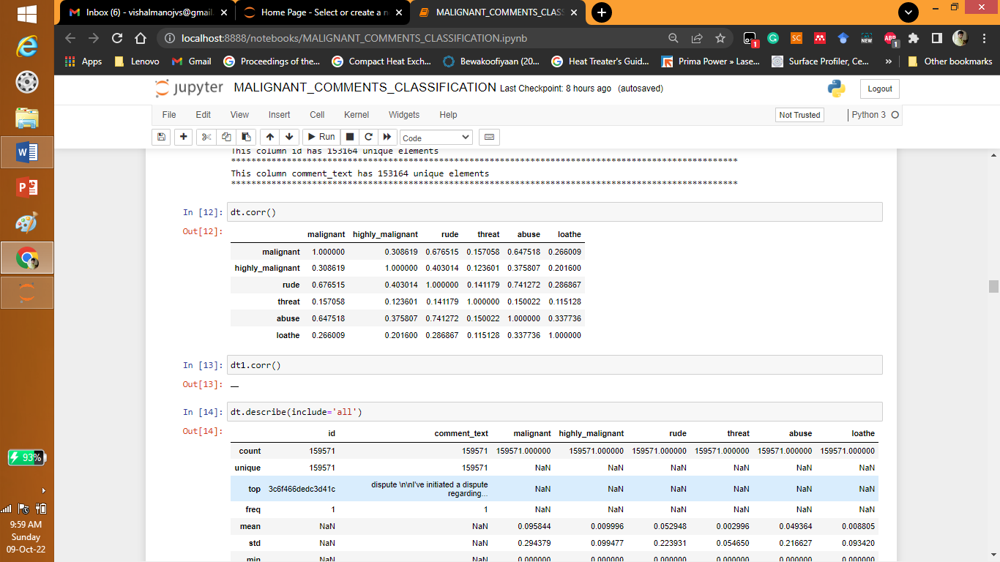 Inbox (6) - vishalmanojvs@gmail. Home Page - Select or create a n MALIGNANT_COMMENTS_CLASS
localhost:8888/notebooks/MALIGNANT_COMMENTS_CLASSIFICATION.ipynb
Apps Lenovo Gmail Proceedings of the... Compact Heat Exch... Bewakoofiyaan (20... Heat Treater's Guid... Prima Power » Lase... Surface Profiler, Ce... » Other bookmarks
jupyter MALIGNANT_COMMENTS_CLASSIFICATION Last Checkpoint: 8 hours ago (autosaved) Logout
File Edit View Insert Cell Kernel Widgets Help Not Trusted Python 3
Run Code
This column id has 153164 unique elements
****************************************************************************************************
This column comment_text has 153164 unique elements
****************************************************************************************************
In [12]: dt.corr()
Out[12]:
malignant highly_malignant rude threat abuse loathe
malignant 1.000000 0.308619 0.676515 0.157058 0.647518 0.266009
highly_malignant 0.308619 1.000000 0.403014 0.123601 0.375807 0.201600
rude 0.676515 0.403014 1.000000 0.141179 0.741272 0.286867
threat 0.157058 0.123601 0.141179 1.000000 0.150022 0.115128
abuse 0.647518 0.375807 0.741272 0.150022 1.000000 0.337736
loathe 0.266009 0.201600 0.286867 0.115128 0.337736 1.000000
In [13]: dt1.corr()
Out[13]: __
In [14]: dt.describe(include='all')
Out[14]:
id comment_text malignant highly_malignant rude threat abuse loathe
count 159571 159571 159571.000000 159571.000000 159571.000000 159571.000000 159571.000000 159571.000000
unique 159571 159571 NaN NaN NaN NaN NaN NaN
top 3c6f466dedc3d41c dispute \n\nI've initiated a dispute regarding... NaN NaN NaN NaN NaN NaN
freq 1 1 NaN NaN NaN NaN NaN NaN
mean NaN NaN 0.095844 0.009996 0.052948 0.002996 0.049364 0.008805
std NaN NaN 0.294379 0.099477 0.223931 0.054650 0.216627 0.093420
min NaN NaN 0.000000 0.000000 0.000000 0.000000 0.000000 0.000000
93%
9:59 AM
Sunday
09-Oct-22